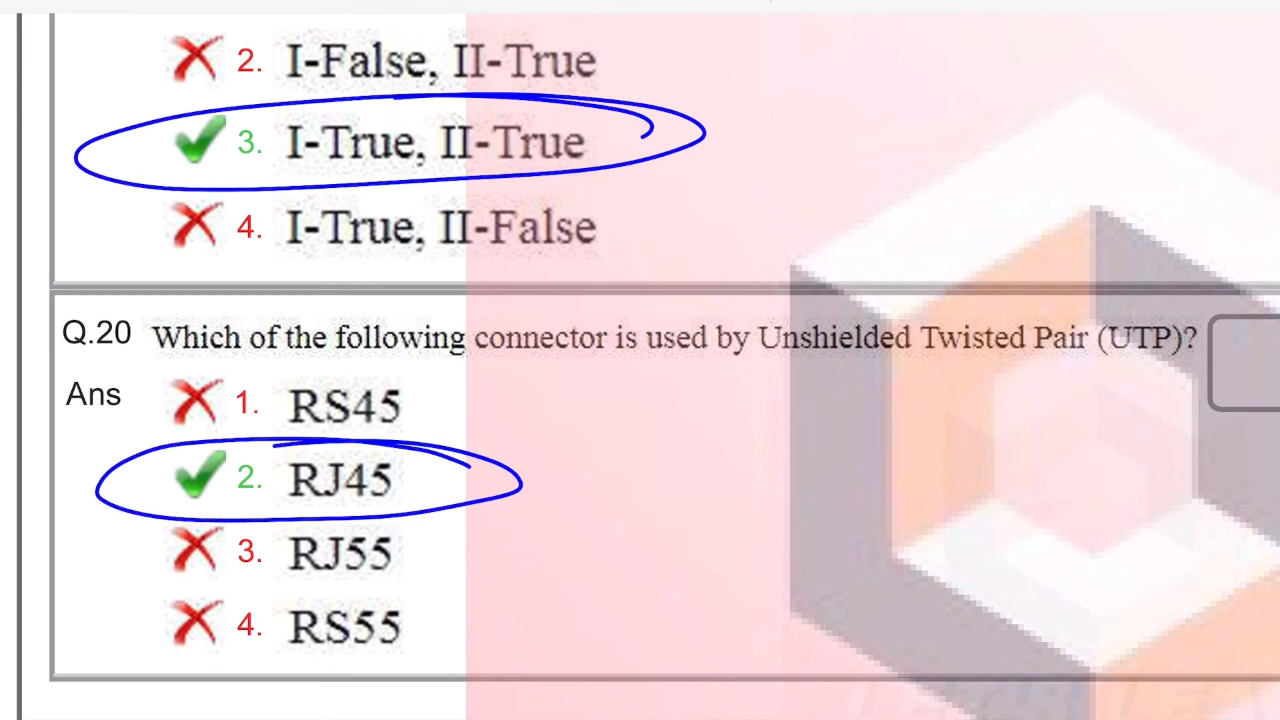 2. I-False, II-True
3. I-True, II-True
4. I-True, II-False
Q.20 Which of the following connector is used by Unshielded Twisted Pair (UTP)?
Ans 1. RS45
2. RJ45
3. RJ55
4. RS55